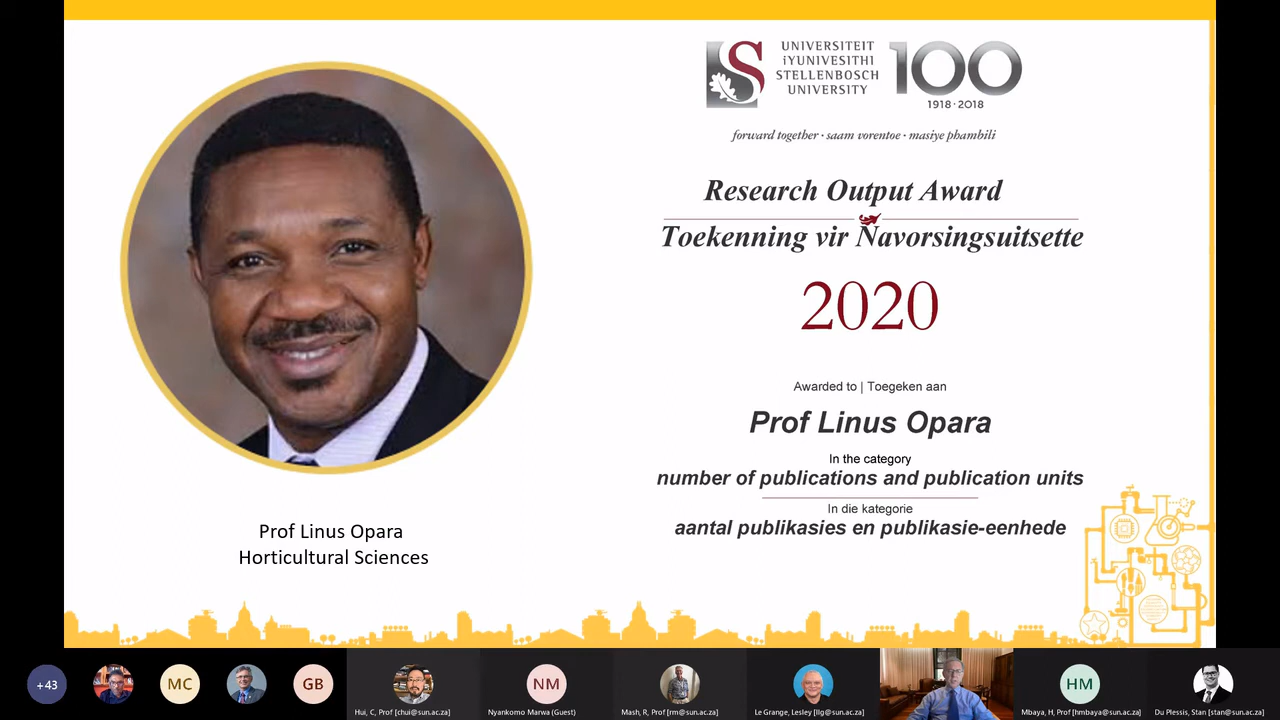 UNIVERSITEIT
iYUNIVESITHI
STELLENBOSCH
UNIVERSITY
100
1918 · 2018
forward together · saam vorentoe · masiye phambili
Research Output Award
Toekenning vir Navorsingsuitsette
2020
Awarded to | Toegeken aan
Prof Linus Opara
In the category
number of publications and publication units
In die kategorie
aantal publikasies en publikasie-eenhede
Prof Linus Opara
Horticultural Sciences
+43
MC
GB
NM
HM
Hui, C, Prof [chui@sun.ac.za]
Nyankomo Marwa (Guest)
Mash, R, Prof [rm@sun.ac.za]
Le Grange, Lesley [llg@sun.ac.za]
Mbaya, H, Prof [hmbaya@sun.ac.za]
Du Plessis, Stan [stan@sun.ac.za]